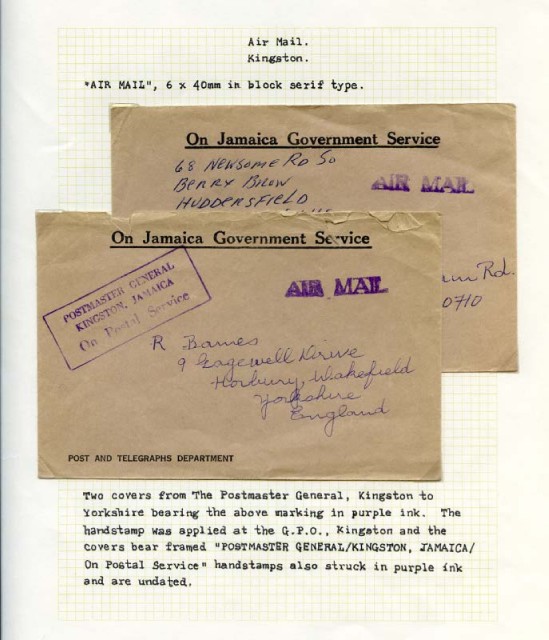 Air Mail.
Kingston.
"AIR MAIL", 6 x 40mm in block serif type.
On Jamaica Government Service
68 NEWSOME RD SO
BERRY BROW
HUDDERSFIELD
AIR MAIL
Rd.
0710
On Jamaica Government Service
POSTMASTER GENERAL
KINGSTON, JAMAICA
On Postal Service
AIR MAIL
R Barnes
9 Edgewell Drive
Horbury, Wakefield
Yorkshire
England
POST AND TELEGRAPHS DEPARTMENT
Two covers from The Postmaster General, Kingston to
Yorkshire bearing the above marking in purple ink. The
handstamp was applied at the G.P.O., Kingston and the
covers bear framed "POSTMASTER GENERAL/KINGSTON, JAMAICA/
On Postal Service" handstamps also struck in purple ink
and are undated.